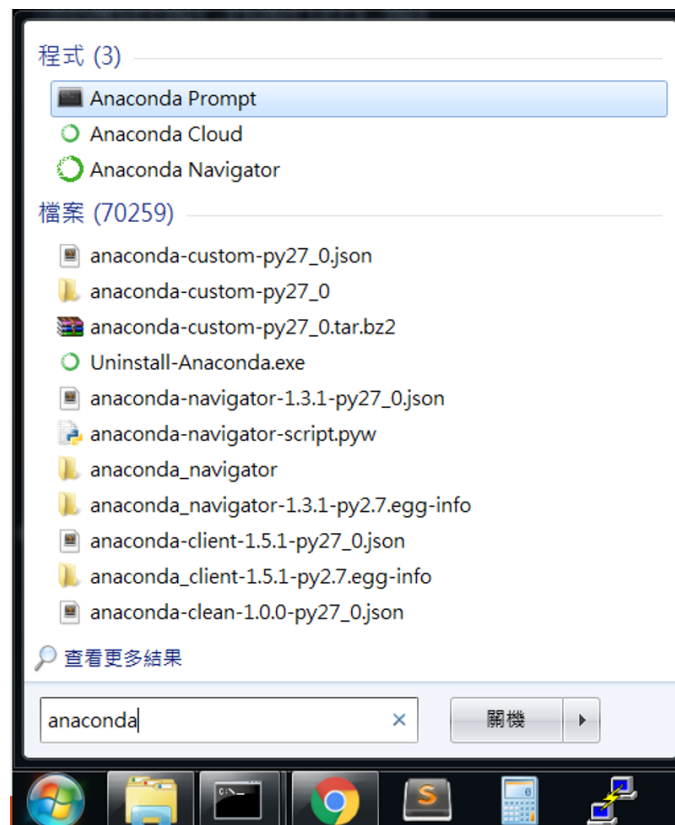 程式 (3)
Anaconda Prompt
Anaconda Cloud
Anaconda Navigator
檔案 (70259)
anaconda-custom-py27_0.json
anaconda-custom-py27_0
anaconda-custom-py27_0.tar.bz2
Uninstall-Anaconda.exe
anaconda-navigator-1.3.1-py27_0.json
anaconda-navigator-script.pyw
anaconda_navigator
anaconda_navigator-1.3.1-py2.7.egg-info
anaconda-client-1.5.1-py27_0.json
anaconda_client-1.5.1-py2.7.egg-info
anaconda-clean-1.0.0-py27_0.json
查看更多結果
anaconda
關機